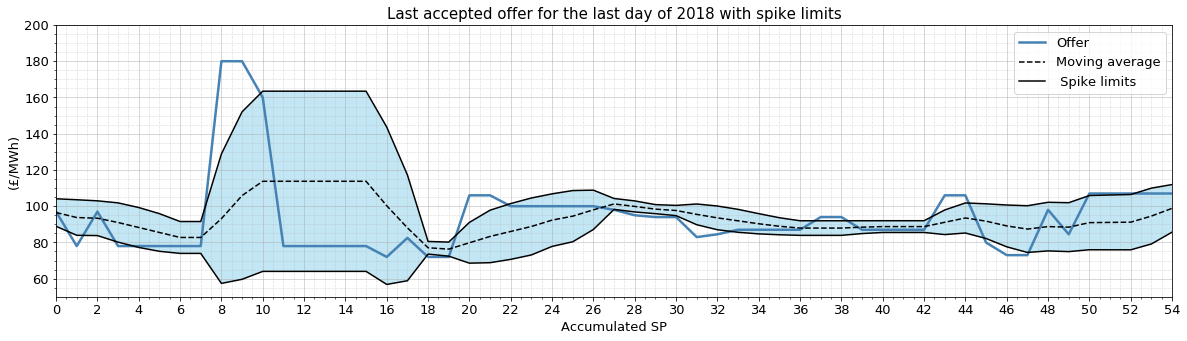 Last accepted offer for the last day of 2018 with spike limits
200
180
160
140
120
100
80
60
(£/MWh)
Offer
Moving average
Spike limits
0 2 4 6 8 10 12 14 16 18 20 22 24 26 28 30 32 34 36 38 40 42 44 46 48 50 52 54
Accumulated SP